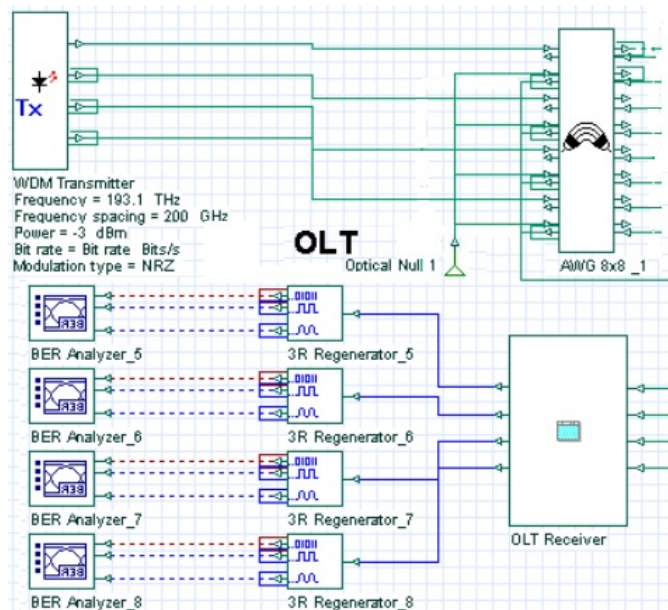 Tx
WDM Transmitter
Frequency = 193.1 THz
Frequency spacing = 200 GHz
Power = -3 dBm
Bit rate = Bit rate Bits/s
Modulation type = NRZ
OLT
Optical Null 1
AWG 8x8 _1
BER Analyzer_5
3R Regenerator_5
BER Analyzer_6
3R Regenerator_6
BER Analyzer_7
3R Regenerator_7
OLT Receiver
BER Analyzer_8
3R Regenerator_8